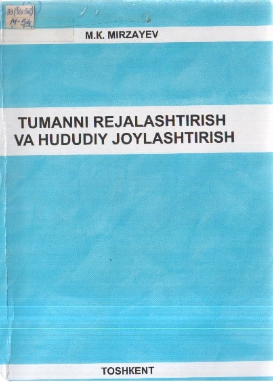 M.K. MIRZAYEV
TUMANNI REJALASHTIRISH
VA HUDUDIY JOYLASHTIRISH
TOSHKENT